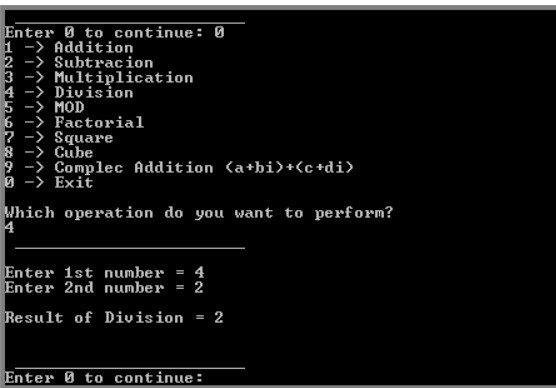 Enter 0 to continue: 0
1 -> Addition
2 -> Subtracion
3 -> Multiplication
4 -> Division
5 -> MOD
6 -> Factorial
7 -> Square
8 -> Cube
9 -> Complec Addition (a+bi)+(c+di)
0 -> Exit
Which operation do you want to perform?
4
Enter 1st number = 4
Enter 2nd number = 2
Result of Division = 2
Enter 0 to continue: